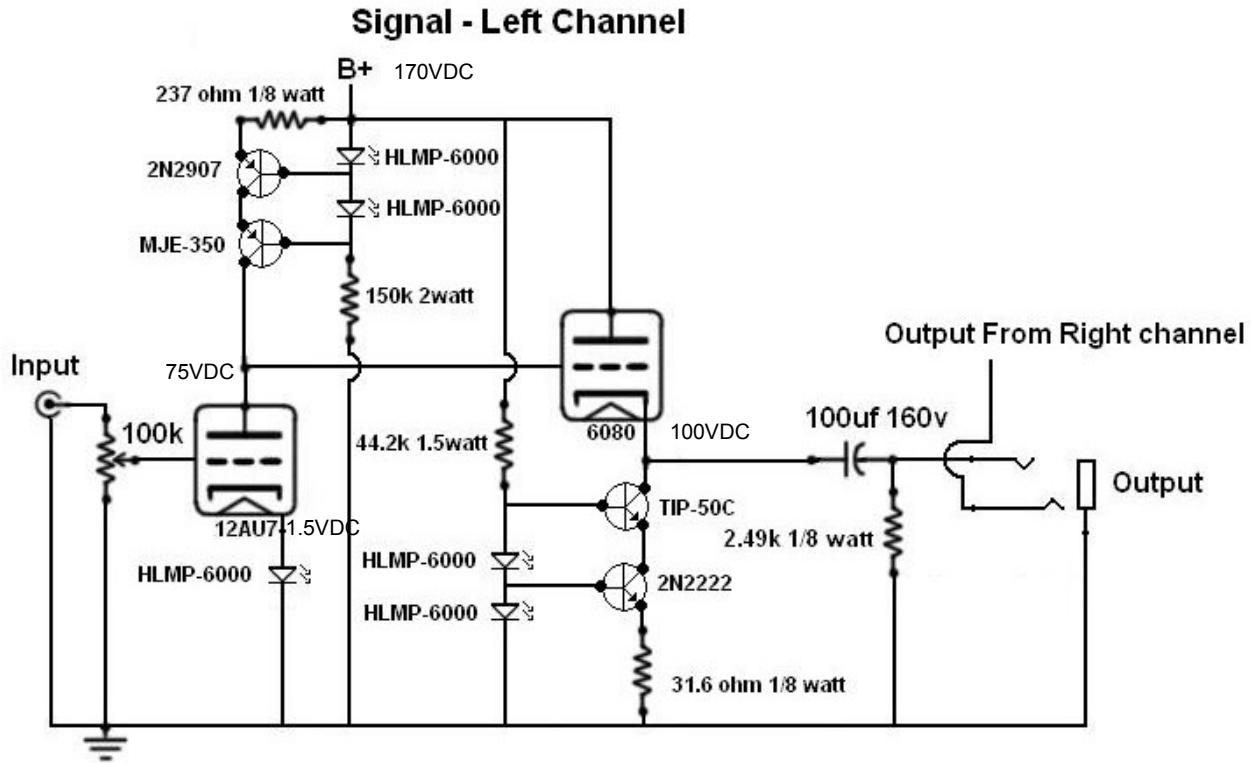 Signal - Left Channel
B+ 170VDC
237 ohm 1/8 watt
HLMP-6000
2N2907
HLMP-6000
MJE-350
150k 2watt
Output From Right channel
Input
75VDC
100k
44.2k 1.5watt
6080
100VDC
100uf 160v
Output
12AU7
1.5VDC
TIP-50C
2.49k 1/8 watt
HLMP-6000
HLMP-6000
2N2222
HLMP-6000
31.6 ohm 1/8 watt